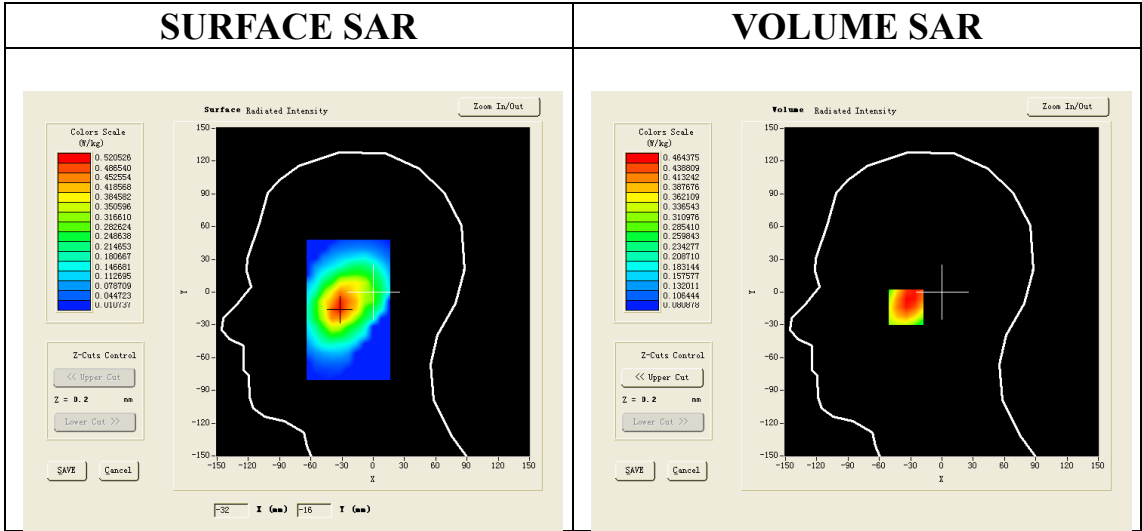 SURFACE SAR
VOLUME SAR
Surface Radiated Intensity
Zoom In/Out
Colors Scale
(W/kg)
0.520526
0.486540
0.452554
0.418568
0.384582
0.350596
0.316610
0.282624
0.248638
0.214653
0.180667
0.146681
0.112695
0.078709
0.044723
0.010737
150
120
90
60
30
0
-30
-60
-90
-120
-150
Y
-150 -120 -90 -60 -30 0 30 60 90 120 150
X
Z-Cuts Control
<< Upper Cut
Z = 0.2 mm
Lower Cut >>
SAVE Cancel
-32 X (mm) -16 Y (mm)
Volume Radiated Intensity
Zoom In/Out
Colors Scale
(W/kg)
0.464375
0.438809
0.413242
0.387676
0.362109
0.336543
0.310976
0.285410
0.259843
0.234277
0.208710
0.183144
0.157577
0.132011
0.106444
0.080878
150
120
90
60
30
0
-30
-60
-90
-120
-150
Y
-150 -120 -90 -60 -30 0 30 60 90 120 150
X
Z-Cuts Control
<< Upper Cut
Z = 0.2 mm
Lower Cut >>
SAVE Cancel